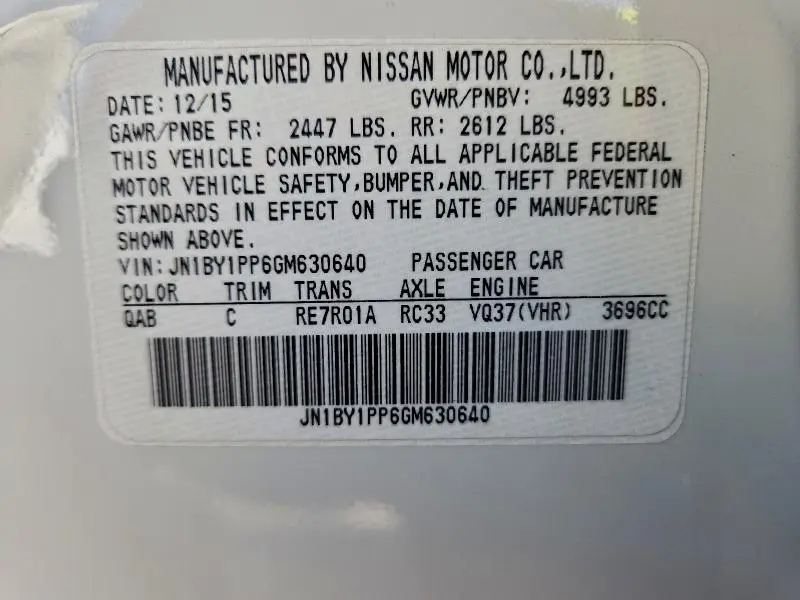 MANUFACTURED BY NISSAN MOTOR CO.,LTD.
DATE: 12/15 GVWR/PNBV: 4993 LBS.
GAWR/PNBE FR: 2447 LBS. RR: 2612 LBS.
THIS VEHICLE CONFORMS TO ALL APPLICABLE FEDERAL
MOTOR VEHICLE SAFETY,BUMPER,AND THEFT PREVENTION
STANDARDS IN EFFECT ON THE DATE OF MANUFACTURE
SHOWN ABOVE.
VIN: JN1BY1PP6GM630640 PASSENGER CAR
COLOR TRIM TRANS AXLE ENGINE
QAB C RE7R01A RC33 VQ37(VHR) 3696CC
JN1BY1PP6GM630640